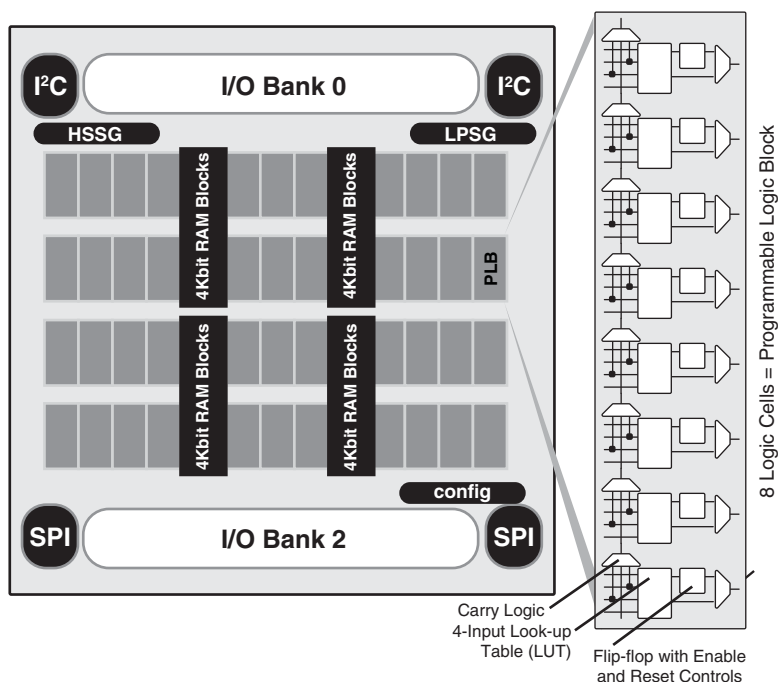 I²C
I/O Bank 0
I²C
HSSG
LPSG
4Kbit RAM Blocks
4Kbit RAM Blocks
PLB
4Kbit RAM Blocks
4Kbit RAM Blocks
config
SPI
I/O Bank 2
SPI
8 Logic Cells = Programmable Logic Block
Carry Logic
4-Input Look-up
Table (LUT)
Flip-flop with Enable
and Reset Controls